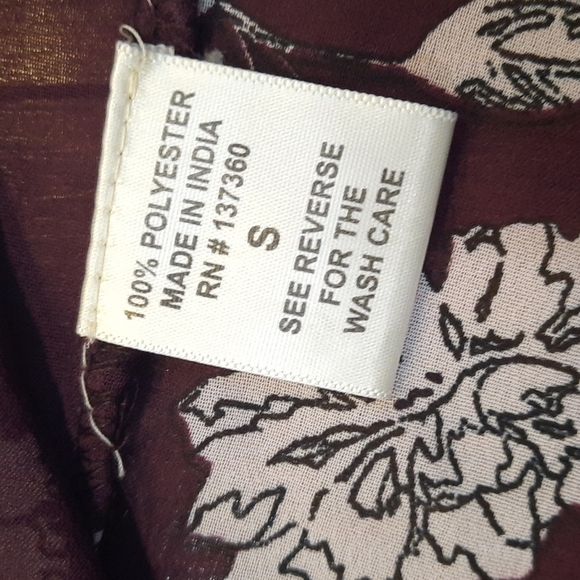 100% POLYESTER
MADE IN INDIA
RN # 137360
S
SEE REVERSE
FOR THE
WASH CARE